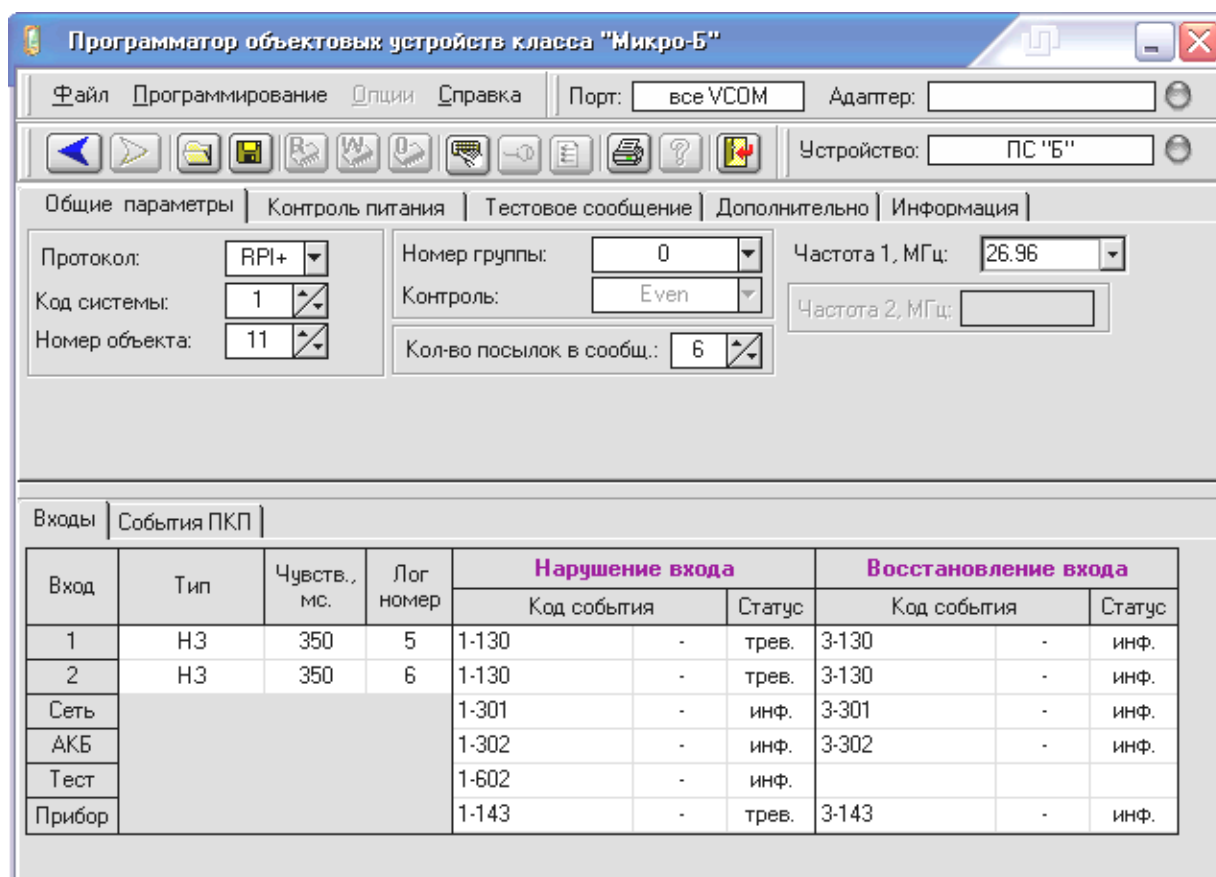 Программатор объектовых устройств класса "Микро-Б"
Файл Программирование Опции Справка Порт: все VCOM Адаптер:
R W O Устройство: ПС "Б"
Общие параметры Контроль питания Тестовое сообщение Дополнительно Информация
Протокол: RPI+ Номер группы: 0 Частота 1, МГц: 26.96
Код системы: 1 Контроль: Even Частота 2, МГц:
Номер объекта: 11 Кол-во посылок в сообщ.: 6
Входы События ПКП
Вход Тип Чувств., мс. Лог номер Нарушение входа Восстановление входа
Код события Статус Код события Статус
1 НЗ 350 5 1-130 - трев. 3-130 - инф.
2 НЗ 350 6 1-130 - трев. 3-130 - инф.
Сеть 1-301 - инф. 3-301 - инф.
АКБ 1-302 - инф. 3-302 - инф.
Тест 1-602 - инф.
Прибор 1-143 - трев. 3-143 - инф.